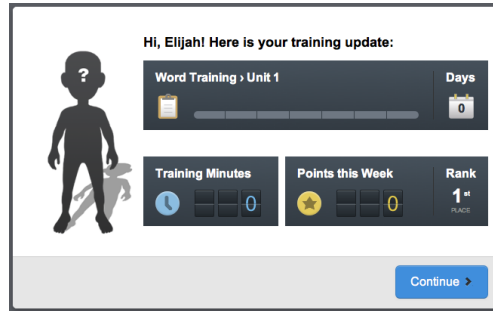 Hi, Elijah! Here is your training update:
?
Word Training › Unit 1
Days
0
Training Minutes
0
Points this Week
0
Rank
1st
PLACE
Continue >